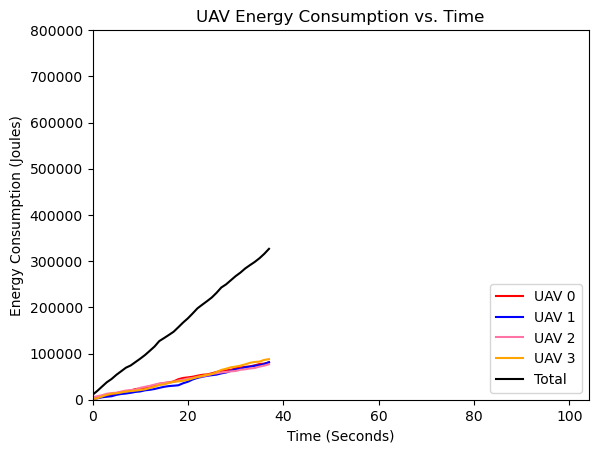 UAV Energy Consumption vs. Time
800000
700000
600000
500000
400000
300000
200000
100000
0
Energy Consumption (Joules)
0 20 40 60 80 100
Time (Seconds)
UAV 0
UAV 1
UAV 2
UAV 3
Total